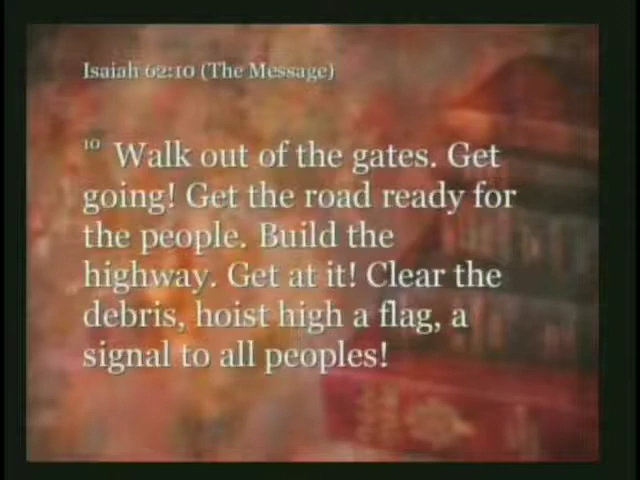 Isaiah 62:10 (The Message)
10 Walk out of the gates. Get
going! Get the road ready for
the people. Build the
highway. Get at it! Clear the
debris, hoist high a flag, a
signal to all peoples!